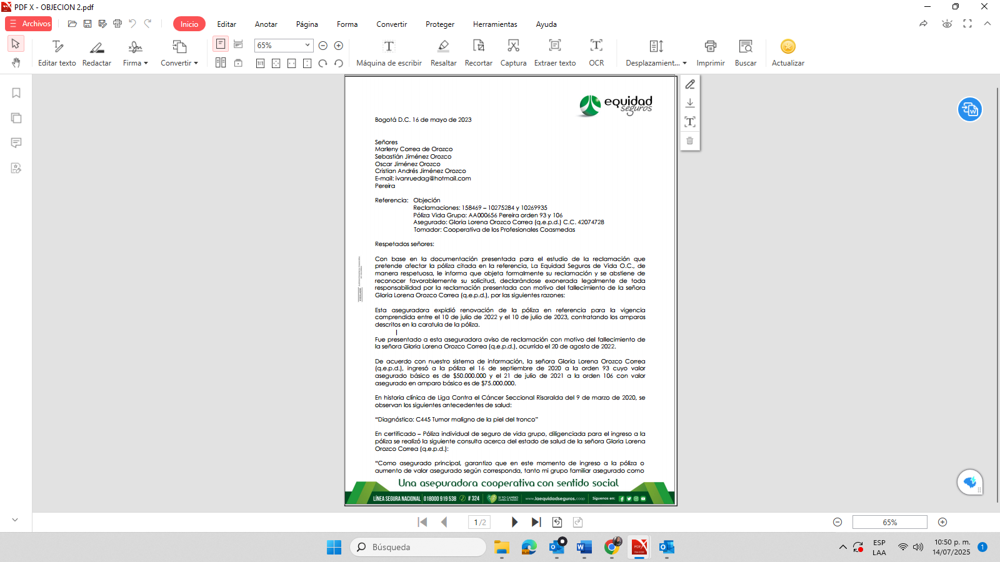 PDF X - OBJECION 2.pdf
Archivos
Inicio
Editar
Anotar
Página
Forma
Convertir
Proteger
Herramientas
Ayuda
65%
Editar texto
Redactar
Firma
Convertir
Máquina de escribir
Resaltar
Recortar
Captura
Extraer texto
OCR
Desplazamient...
Imprimir
Buscar
Actualizar
equidad
seguros
Bogotá D.C. 16 de mayo de 2023
Señores
Marleny Correa de Orozco
Sebastián Jiménez Orozco
Oscar Jiménez Orozco
Cristian Andrés Jiménez Orozco
E-mail: ivanruedag@hotmail.com
Pereira
Referencia: Objeción
Reclamaciones: 158469 – 10275284 y 10269935
Póliza Vida Grupo: AA000656 Pereira orden 93 y 106
Asegurado: Gloria Lorena Orozco Correa (q.e.p.d.) C.C. 42074728
Tomador: Cooperativa de los Profesionales Coasmedas
Respetados señores:
Con base en la documentación presentada para el estudio de la reclamación que
pretende afectar la póliza citada en la referencia, La Equidad Seguros de Vida O.C., de
manera respetuosa, le informa que objeta formalmente su reclamación y se abstiene de
reconocer favorablemente su solicitud, declarándose exonerada legalmente de toda
responsabilidad por la reclamación presentada con motivo del fallecimiento de la señora
Gloria Lorena Orozco Correa (q.e.p.d.), por las siguientes razones:
Esta aseguradora expidió renovación de la póliza en referencia para la vigencia
comprendida entre el 10 de julio de 2022 y el 10 de julio de 2023, contratando los amparos
descritos en la caratula de la póliza.
Fue presentado a esta aseguradora aviso de reclamación con motivo del fallecimiento de
la señora Gloria Lorena Orozco Correa (q.e.p.d.), ocurrido el 20 de agosto de 2022.
De acuerdo con nuestro sistema de información, la señora Gloria Lorena Orozco Correa
(q.e.p.d.), ingresó a la póliza el 16 de septiembre de 2020 a la orden 93 cuyo valor
asegurado básico es de $50.000.000 y el 21 de julio de 2021 a la orden 106 con valor
asegurado en amparo básico es de $75.000.000.
En historia clínica de Liga Contra el Cáncer Seccional Risaralda del 9 de marzo de 2020, se
observan los siguientes antecedentes de salud:
“Diagnóstico: C445 Tumor maligno de la piel del tronco”
En certificado – Póliza individual de seguro de vida grupo, diligenciada para el ingreso a la
póliza se realizó la siguiente consulta acerca del estado de salud de la señora Gloria Lorena
Orozco Correa (q.e.p.d.):
“Como asegurado principal, garantizo que en este momento de ingreso a la póliza o
aumento de valor asegurado según corresponda, tanto mi grupo familiar asegurado como
Una aseguradora cooperativa con sentido social
LÍNEA SEGURA NACIONAL 018000 919 538 # 324 SI YO CAMBIO CAMBIA EL MUNDO www.laequidadseguros.coop Síguenos en:
1/2
65%
Búsqueda
ESP
LAA
10:50 p. m.
14/07/2025
1